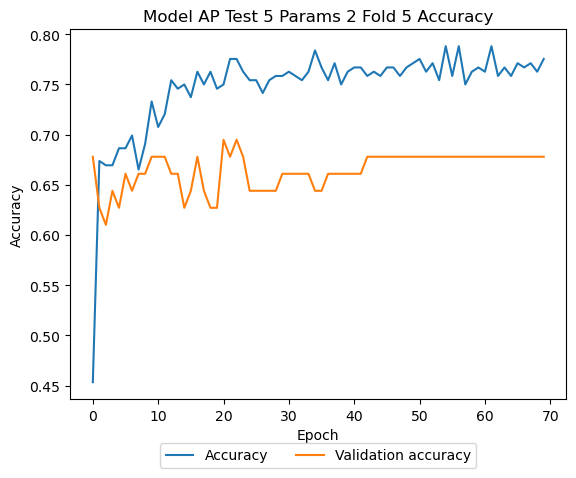 Model AP Test 5 Params 2 Fold 5 Accuracy
0.80
0.75
0.70
0.65
0.60
0.55
0.50
0.45
Accuracy
0 10 20 30 40 50 60 70
Epoch
Accuracy Validation accuracy